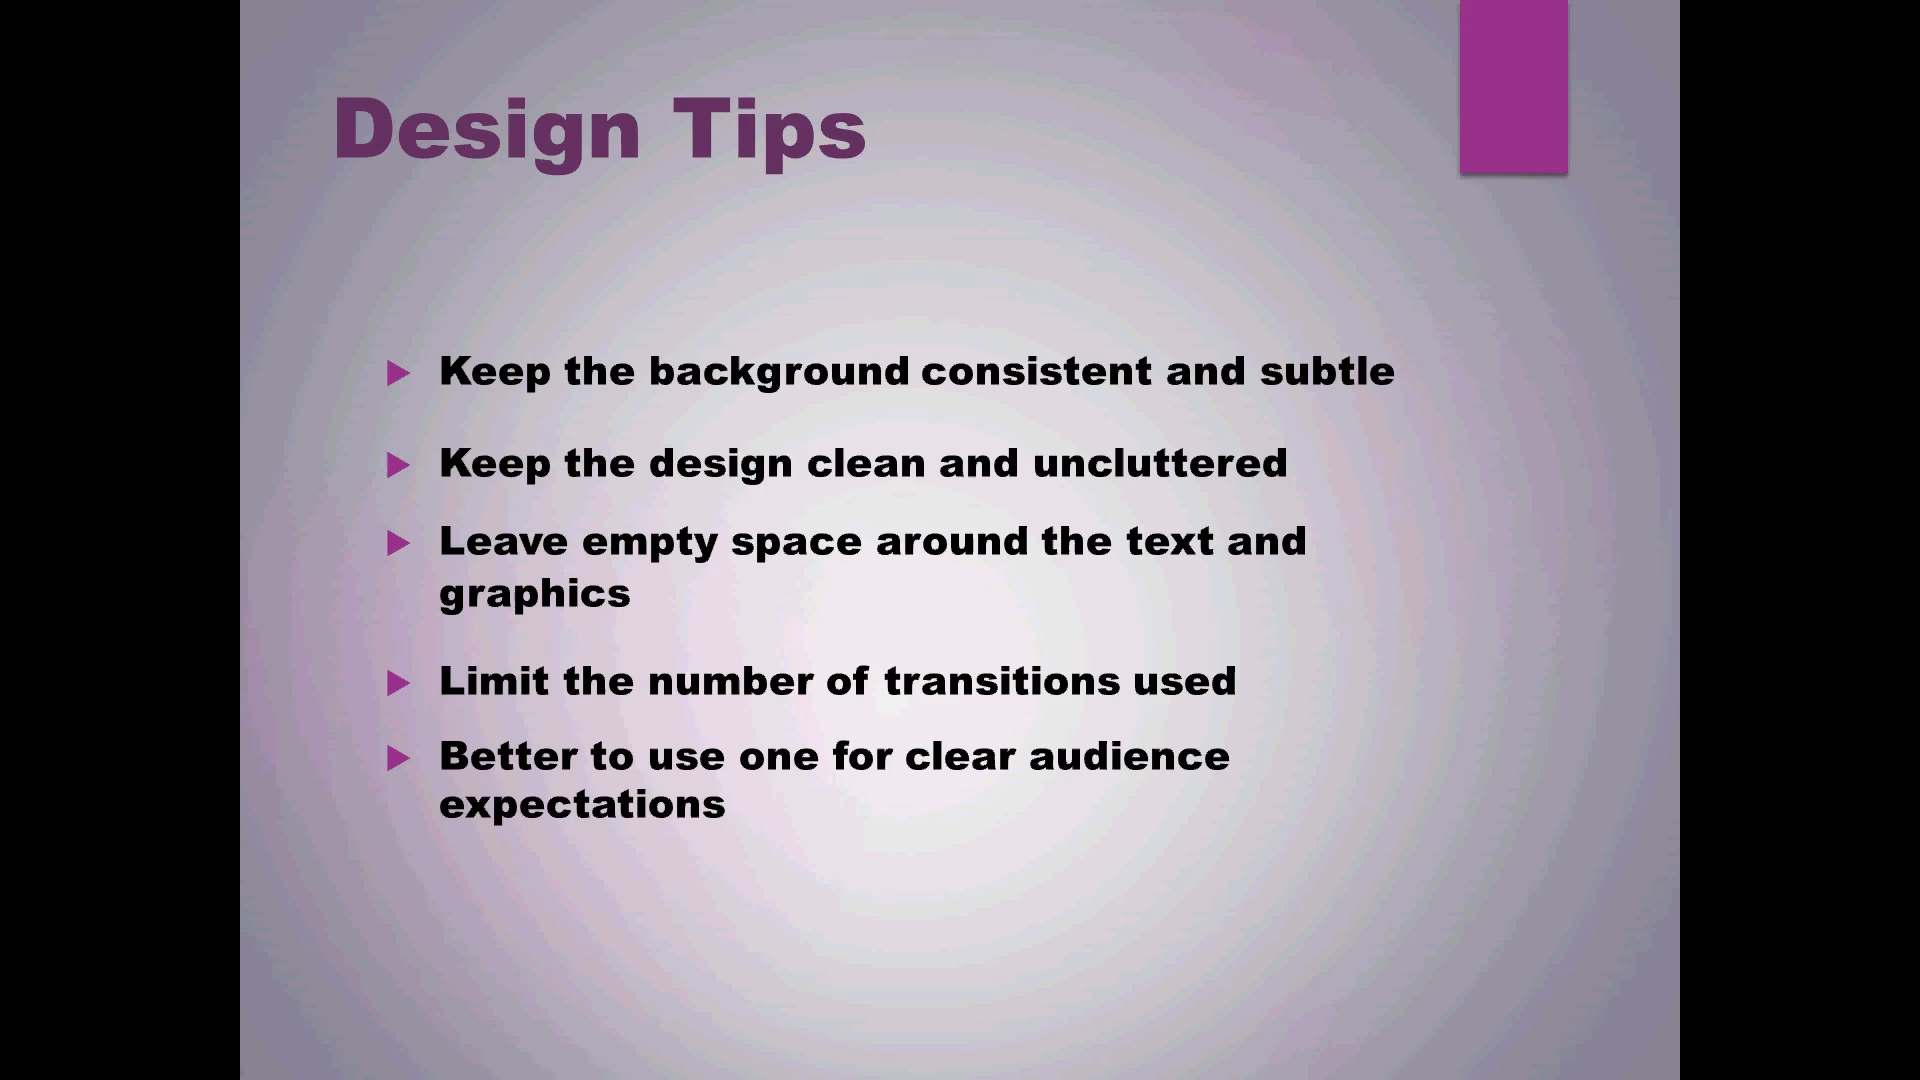 Design Tips
Keep the background consistent and subtle
Keep the design clean and uncluttered
Leave empty space around the text and
graphics
Limit the number of transitions used
Better to use one for clear audience
expectations